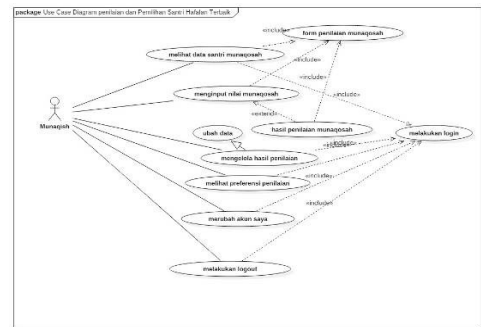 package Use Case Diagram penilaian dan Pemilihan Santri Hafalan Terbaik
«include»
form penilaian munaqosah
melihat data santri munaqosah
«include»
«include»
menginput nilai munaqosah
«include»
«extend»
Munaqish
ubah data
hasil penilaian munaqosah
melakukan login
«include»
«include»
mengelola hasil penilaian
melihat preferensi penilaian
«include»
merubah akun saya
«include»
melakukan logout